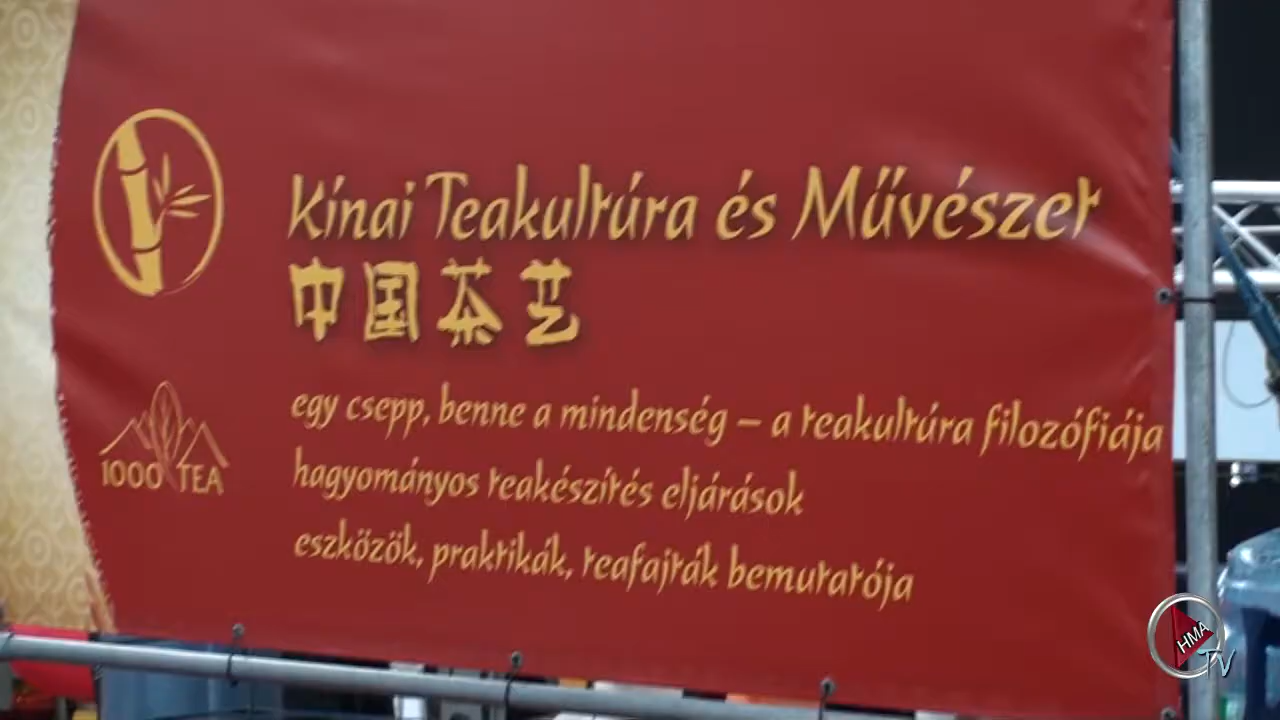 Kínai Teakultúra és Művészet
中国茶艺
egy csepp, benne a mindenség – a teakultúra filozófiája
hagyományos teakészítés eljárások
eszközök, praktikák, teafajták bemutatója
1000 TEA
HMA TV